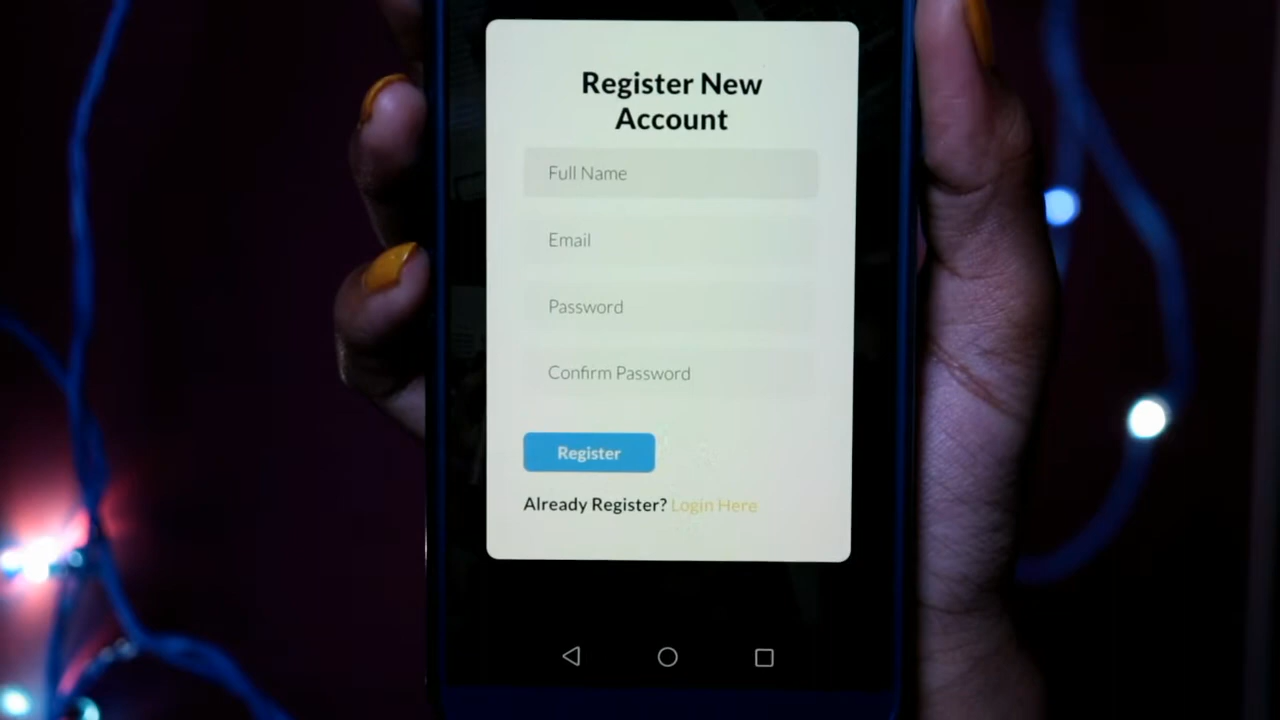 Register New
Account
Full Name
Email
Password
Confirm Password
Register
Already Register? Login Here